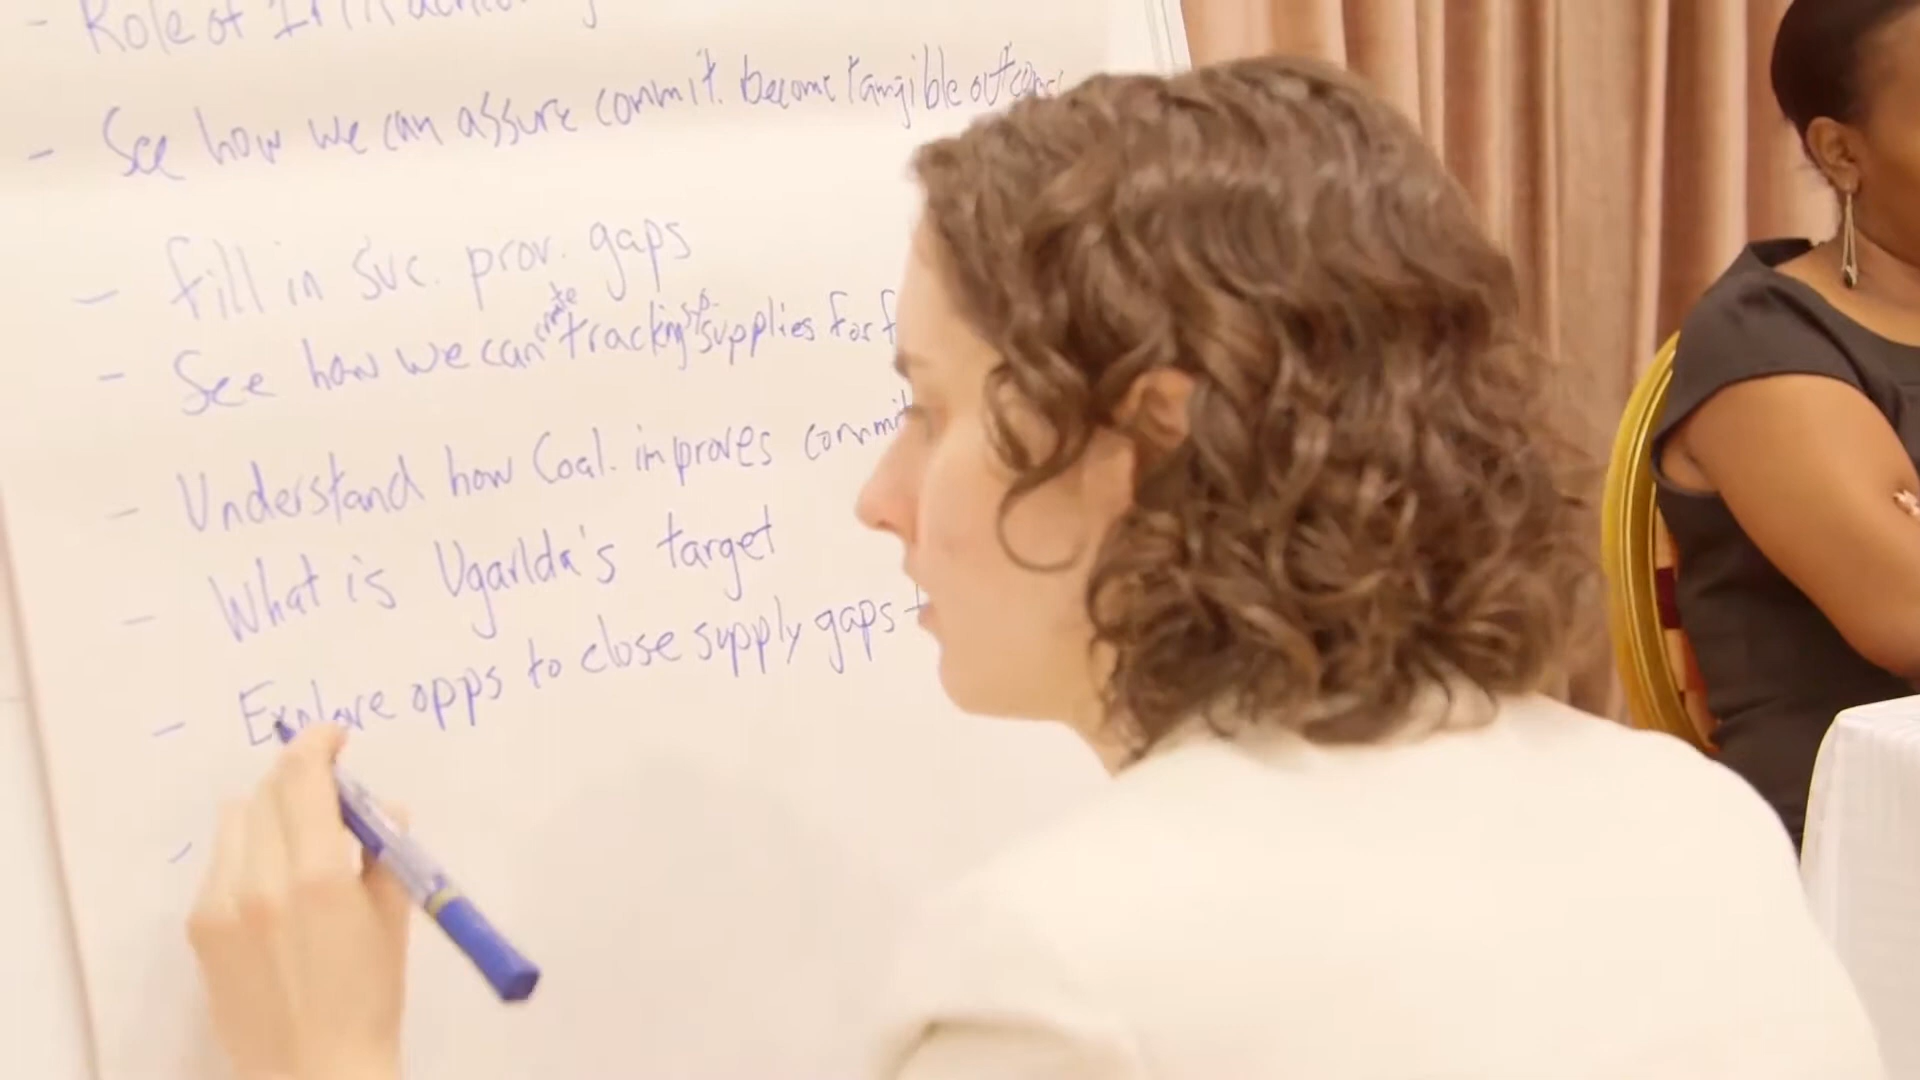 - Role of
- See how we can assure commit. become tangible outcomes
- fill in svc. prov. gaps
- See how we can create tracking sys. supplies for f
- Understand how Coal. improves commit
- What is Uganda's target
- Explore opps to close supply gaps
-